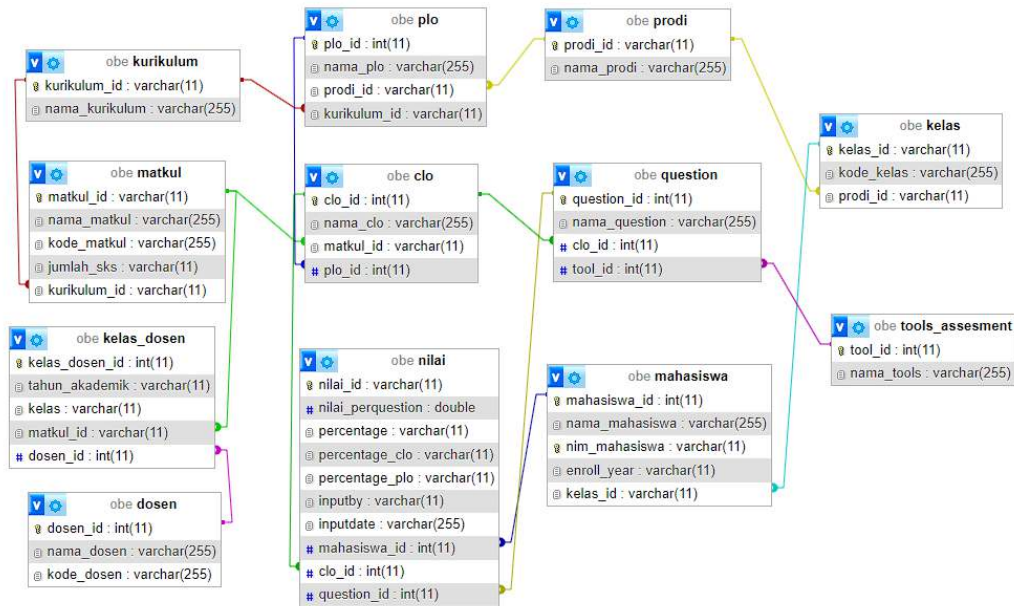 obe plo
plo_id : int(11)
nama_plo : varchar(255)
prodi_id : varchar(11)
kurikulum_id : varchar(11)
obe prodi
prodi_id : varchar(11)
nama_prodi : varchar(255)
obe kurikulum
kurikulum_id : varchar(11)
nama_kurikulum : varchar(255)
obe kelas
kelas_id : varchar(11)
kode_kelas : varchar(255)
prodi_id : varchar(11)
obe matkul
matkul_id : varchar(11)
nama_matkul : varchar(255)
kode_matkul : varchar(255)
jumlah_sks : varchar(11)
kurikulum_id : varchar(11)
obe clo
clo_id : int(11)
nama_clo : varchar(255)
matkul_id : varchar(11)
# plo_id : int(11)
obe question
question_id : int(11)
nama_question : varchar(255)
# clo_id : int(11)
# tool_id : int(11)
obe tools_assesment
tool_id : int(11)
nama_tools : varchar(255)
obe kelas_dosen
kelas_dosen_id : int(11)
tahun_akademik : varchar(11)
kelas : varchar(11)
matkul_id : varchar(11)
# dosen_id : int(11)
obe nilai
nilai_id : varchar(11)
# nilai_perquestion : double
percentage : varchar(11)
percentage_clo : varchar(11)
percentage_plo : varchar(11)
inputby : varchar(11)
inputdate : varchar(255)
# mahasiswa_id : int(11)
# clo_id : int(11)
# question_id : int(11)
obe mahasiswa
mahasiswa_id : int(11)
nama_mahasiswa : varchar(255)
nim_mahasiswa : varchar(11)
enroll_year : varchar(11)
kelas_id : varchar(11)
obe dosen
dosen_id : int(11)
nama_dosen : varchar(255)
kode_dosen : varchar(255)